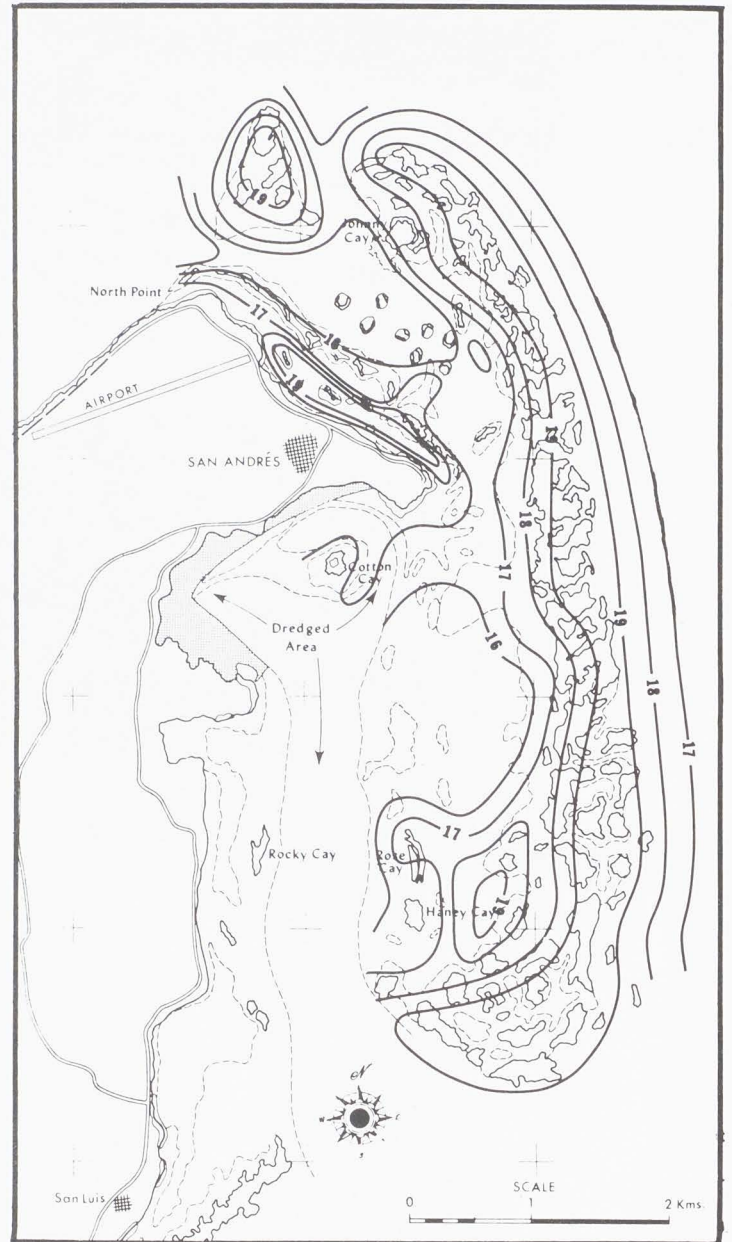 19
Johnny
Cay
North Point
17
16
AIRPORT
19
SAN ANDRÉS
18
17
Cotton
Cay
Dredged
Area
16
19
18
17
17
Rocky Cay
Rose
Cay
Haney Cay
N
S
San Luis
SCALE
0 1 2 Kms.